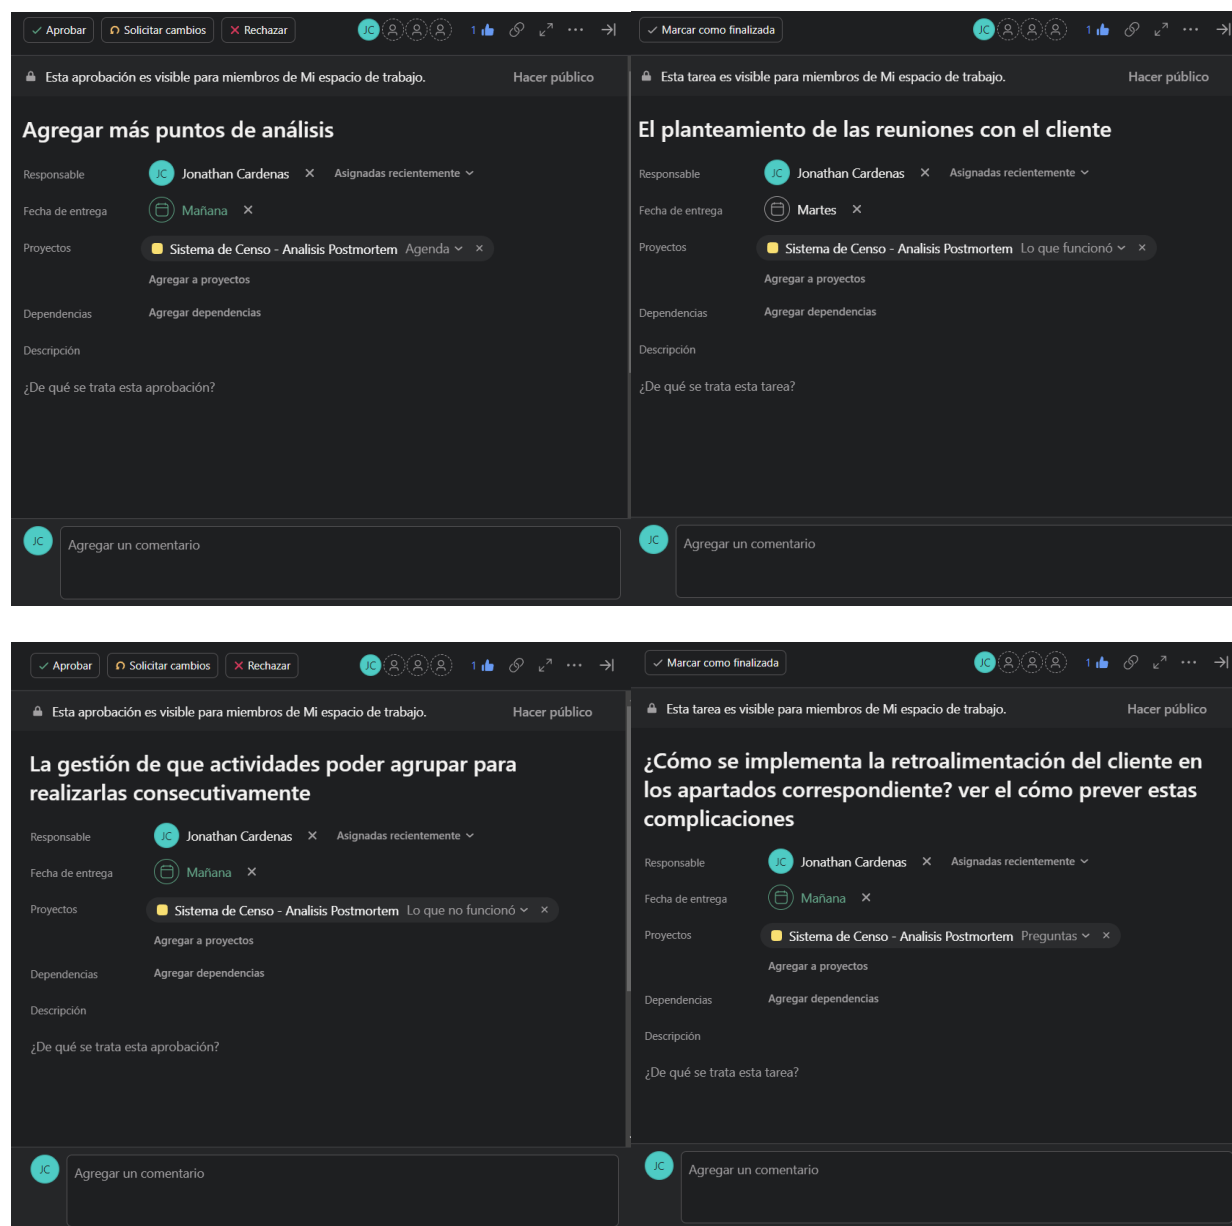 Aprobar
Solicitar cambios
Rechazar
JC
1
Esta aprobación es visible para miembros de Mi espacio de trabajo.
Hacer público
Agregar más puntos de análisis
Responsable
JC
Jonathan Cardenas
Asignadas recientemente
Fecha de entrega
Mañana
Proyectos
Sistema de Censo - Analisis Postmortem Agenda
Agregar a proyectos
Dependencias
Agregar dependencias
Descripción
¿De qué se trata esta aprobación?
JC
Agregar un comentario
Marcar como finalizada
JC
1
Esta tarea es visible para miembros de Mi espacio de trabajo.
Hacer público
El planteamiento de las reuniones con el cliente
Responsable
JC
Jonathan Cardenas
Asignadas recientemente
Fecha de entrega
Martes
Proyectos
Sistema de Censo - Analisis Postmortem Lo que funcionó
Agregar a proyectos
Dependencias
Agregar dependencias
Descripción
¿De qué se trata esta tarea?
JC
Agregar un comentario
Aprobar
Solicitar cambios
Rechazar
JC
1
Esta aprobación es visible para miembros de Mi espacio de trabajo.
Hacer público
La gestión de que actividades poder agrupar para
realizarlas consecutivamente
Responsable
JC
Jonathan Cardenas
Asignadas recientemente
Fecha de entrega
Mañana
Proyectos
Sistema de Censo - Analisis Postmortem Lo que no funcionó
Agregar a proyectos
Dependencias
Agregar dependencias
Descripción
¿De qué se trata esta aprobación?
JC
Agregar un comentario
Marcar como finalizada
JC
1
Esta tarea es visible para miembros de Mi espacio de trabajo.
Hacer público
¿Cómo se implementa la retroalimentación del cliente en
los apartados correspondiente? ver el cómo prever estas
complicaciones
Responsable
JC
Jonathan Cardenas
Asignadas recientemente
Fecha de entrega
Mañana
Proyectos
Sistema de Censo - Analisis Postmortem Preguntas
Agregar a proyectos
Dependencias
Agregar dependencias
Descripción
¿De qué se trata esta tarea?
JC
Agregar un comentario